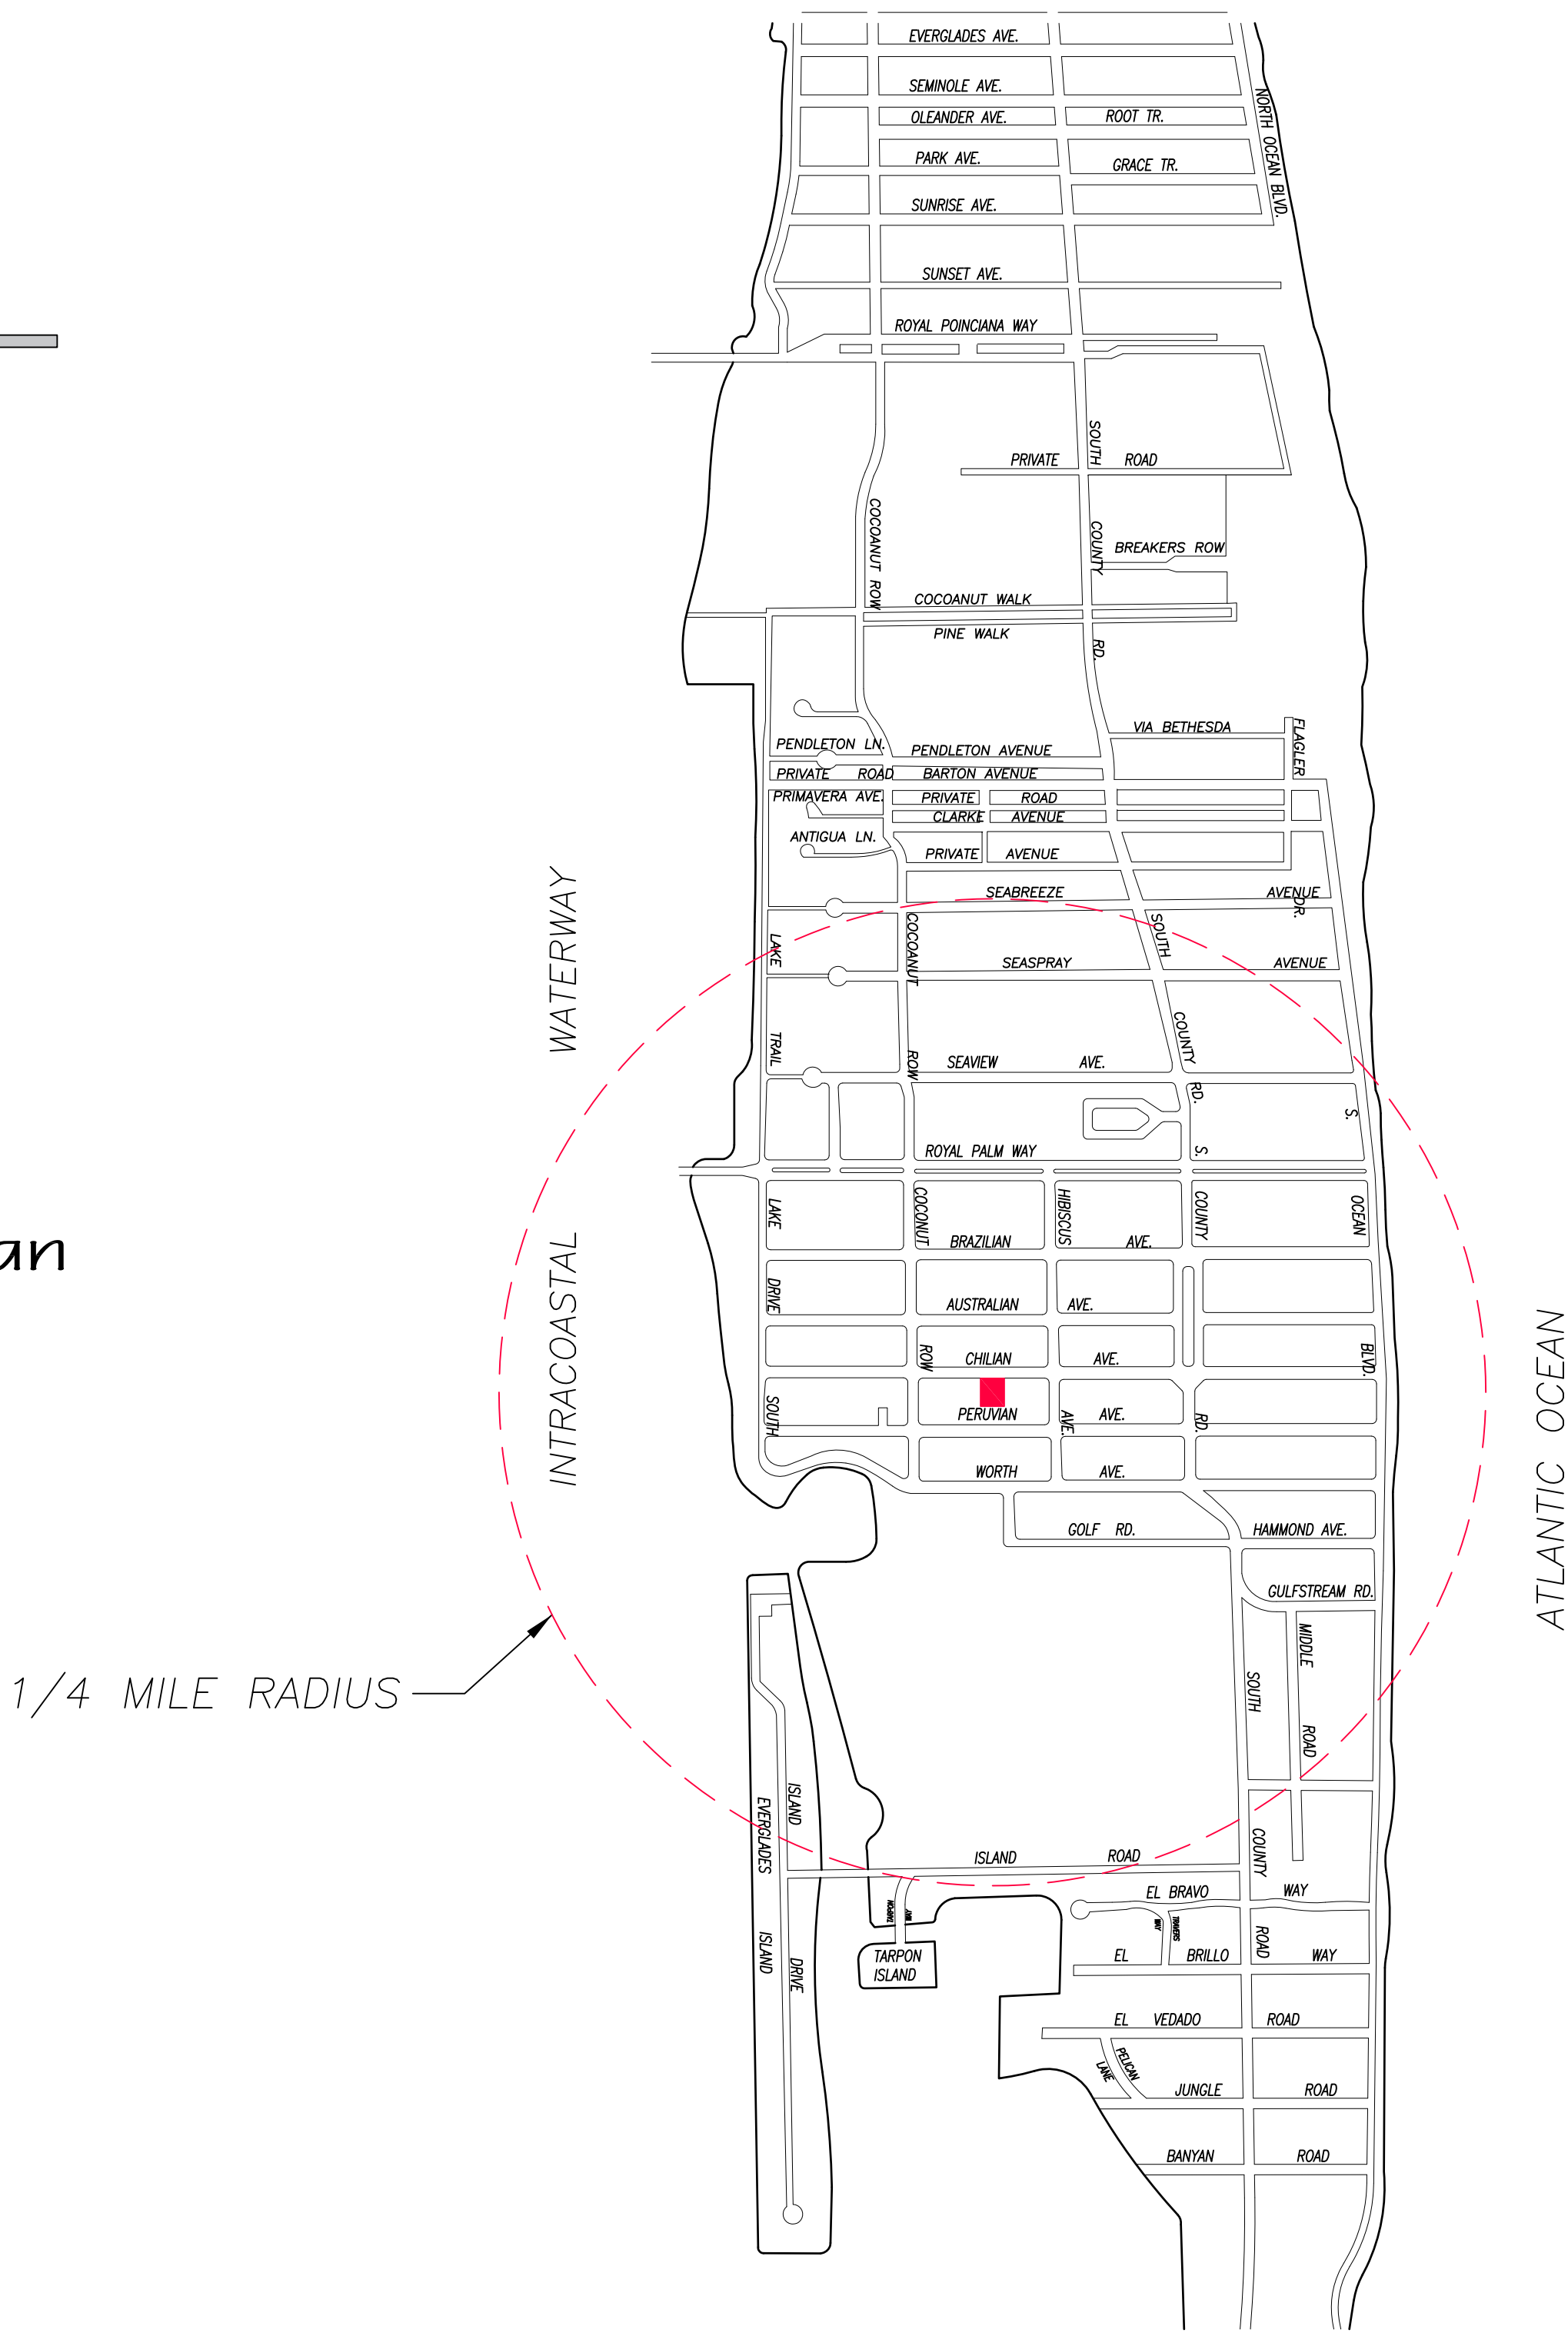 EVERGLADES AVE.
SEMINOLE AVE.
OLEANDER AVE.
ROOT TR.
NORTH OCEAN BLVD.
PARK AVE.
GRACE TR.
SUNRISE AVE.
SUNSET AVE.
ROYAL POINCIANA WAY
SOUTH COUNTY RD.
PRIVATE ROAD
COCOANUT ROW
BREAKERS ROW
COCOANUT WALK
PINE WALK
VIA BETHESDA
FLAGLER DR.
PENDLETON LN.
PENDLETON AVENUE
PRIVATE ROAD
BARTON AVENUE
PRIMAVERA AVE.
PRIVATE ROAD
CLARKE AVENUE
ANTIGUA LN.
PRIVATE AVENUE
SEABREEZE AVENUE
LAKE TRAIL
COCOANUT ROW
SOUTH COUNTY RD.
SEASPRAY AVENUE
SEAVIEW AVE.
ROYAL PALM WAY
S. COUNTY RD.
S. OCEAN BLVD.
LAKE DRIVE SOUTH
COCONUT ROW
HIBISCUS AVE.
BRAZILIAN AVE.
AUSTRALIAN AVE.
CHILIAN AVE.
PERUVIAN AVE.
WORTH AVE.
GOLF RD.
HAMMOND AVE.
GULFSTREAM RD.
MIDDLE ROAD
SOUTH COUNTY ROAD
INTRACOASTAL WATERWAY
ATLANTIC OCEAN
an
1/4 MILE RADIUS
ISLAND DRIVE
EVERGLADES ISLAND
ISLAND ROAD
EL BRAVO WAY
TARPON WAY
TRAVERS WAY
TARPON
ISLAND
EL BRILLO WAY
EL VEDADO ROAD
PELICAN LANE
JUNGLE ROAD
BANYAN ROAD